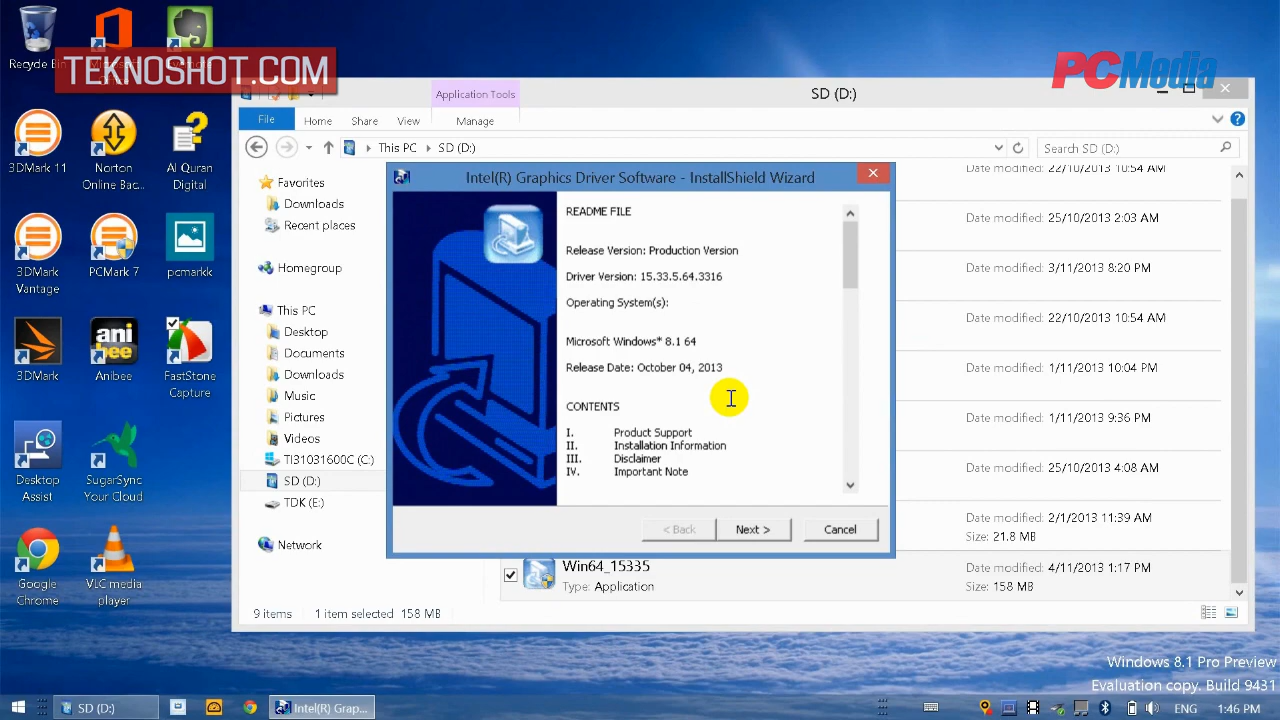 Recycle Bin
TEKNOSHOT.COM
PCMedia
Application Tools
SD (D:)
File
Home
Share
View
Manage
This PC
SD (D:)
Search SD (D:)
3DMark 11
Norton
Online Bac...
Al Quran
Digital
3DMark
Vantage
PCMark 7
pcmarkk
3DMark
ani
bee
Anibee
FastStone
Capture
Desktop
Assist
SugarSync
Your Cloud
Google
Chrome
VLC media
player
Favorites
Downloads
Recent places
Homegroup
This PC
Desktop
Documents
Downloads
Music
Pictures
Videos
TI31031600C (C:)
SD (D:)
TDK (E:)
Network
Intel(R) Graphics Driver Software - InstallShield Wizard
README FILE
Release Version: Production Version
Driver Version: 15.33.5.64.3316
Operating System(s):
Microsoft Windows* 8.1 64
Release Date: October 04, 2013
CONTENTS
I. Product Support
II. Installation Information
III. Disclaimer
IV. Important Note
< Back
Next >
Cancel
Date modified: 22/10/2013 10:54 AM
Date modified: 25/10/2013 2:03 AM
Date modified: 3/11/2013 8:20 PM
Date modified: 22/10/2013 10:54 AM
Date modified: 1/11/2013 10:04 PM
Date modified: 1/11/2013 9:36 PM
Date modified: 25/10/2013 4:08 AM
Date modified: 2/1/2013 11:39 AM
Size: 21.8 MB
Win64_15335
Type: Application
Date modified: 4/11/2013 1:17 PM
Size: 158 MB
9 items
1 item selected 158 MB
Windows 8.1 Pro Preview
Evaluation copy. Build 9431
SD (D:)
Intel(R) Grap...
1:46 PM